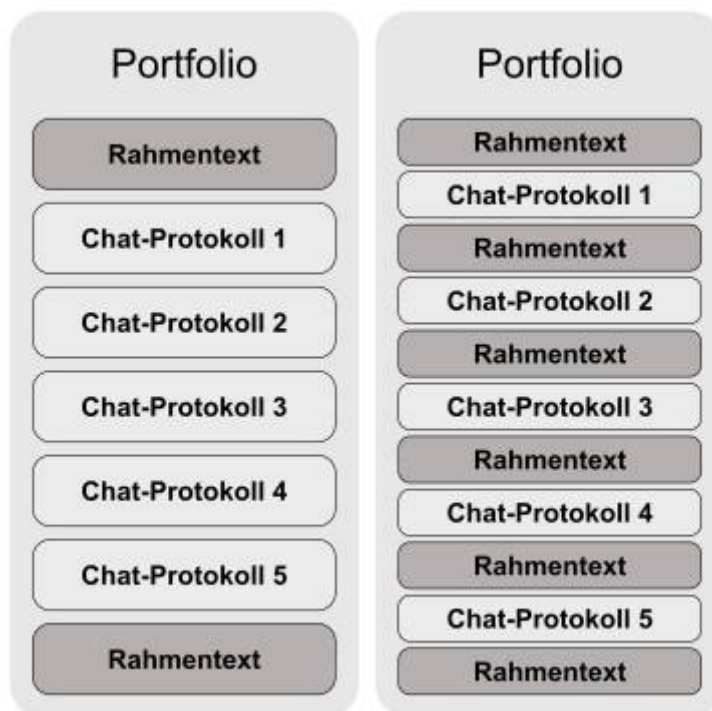 Portfolio
Rahmentext
Chat-Protokoll 1
Chat-Protokoll 2
Chat-Protokoll 3
Chat-Protokoll 4
Chat-Protokoll 5
Rahmentext
Portfolio
Rahmentext
Chat-Protokoll 1
Rahmentext
Chat-Protokoll 2
Rahmentext
Chat-Protokoll 3
Rahmentext
Chat-Protokoll 4
Rahmentext
Chat-Protokoll 5
Rahmentext